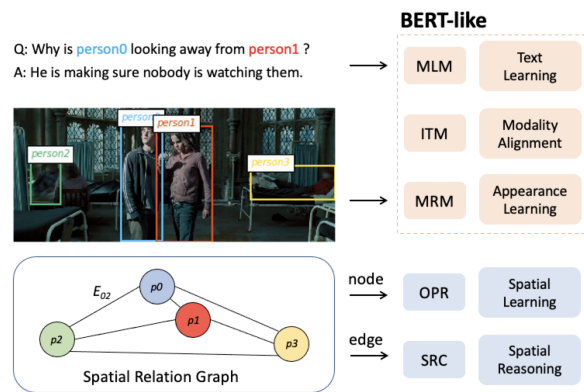 BERT-like
Q: Why is person0 looking away from person1 ?
A: He is making sure nobody is watching them.
MLM
Text Learning
ITM
Modality Alignment
MRM
Appearance Learning
person
person1
person2
person3
node
OPR
Spatial Learning
edge
SRC
Spatial Reasoning
E02
p0
p1
p2
p3
Spatial Relation Graph